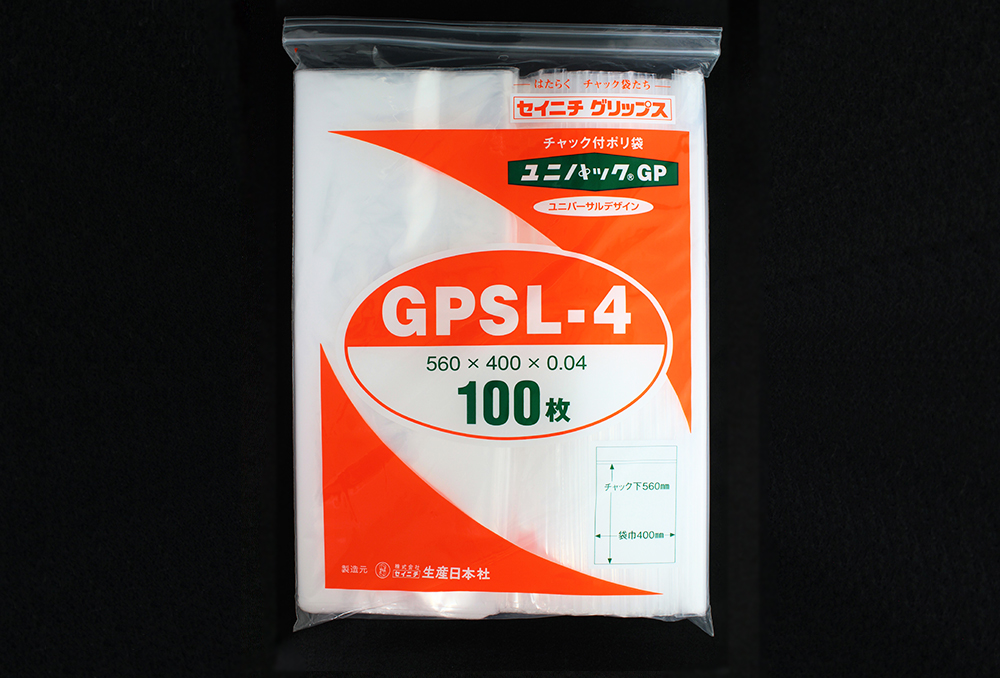 はたらく チャック袋たち
セイニチ グリップス
チャック付ポリ袋
ユニパック®GP
ユニバーサルデザイン
GPSL-4
560 × 400 × 0.04
100枚
チャック下560mm
袋巾400mm
製造元 株式会社 セイニチ 生産日本社